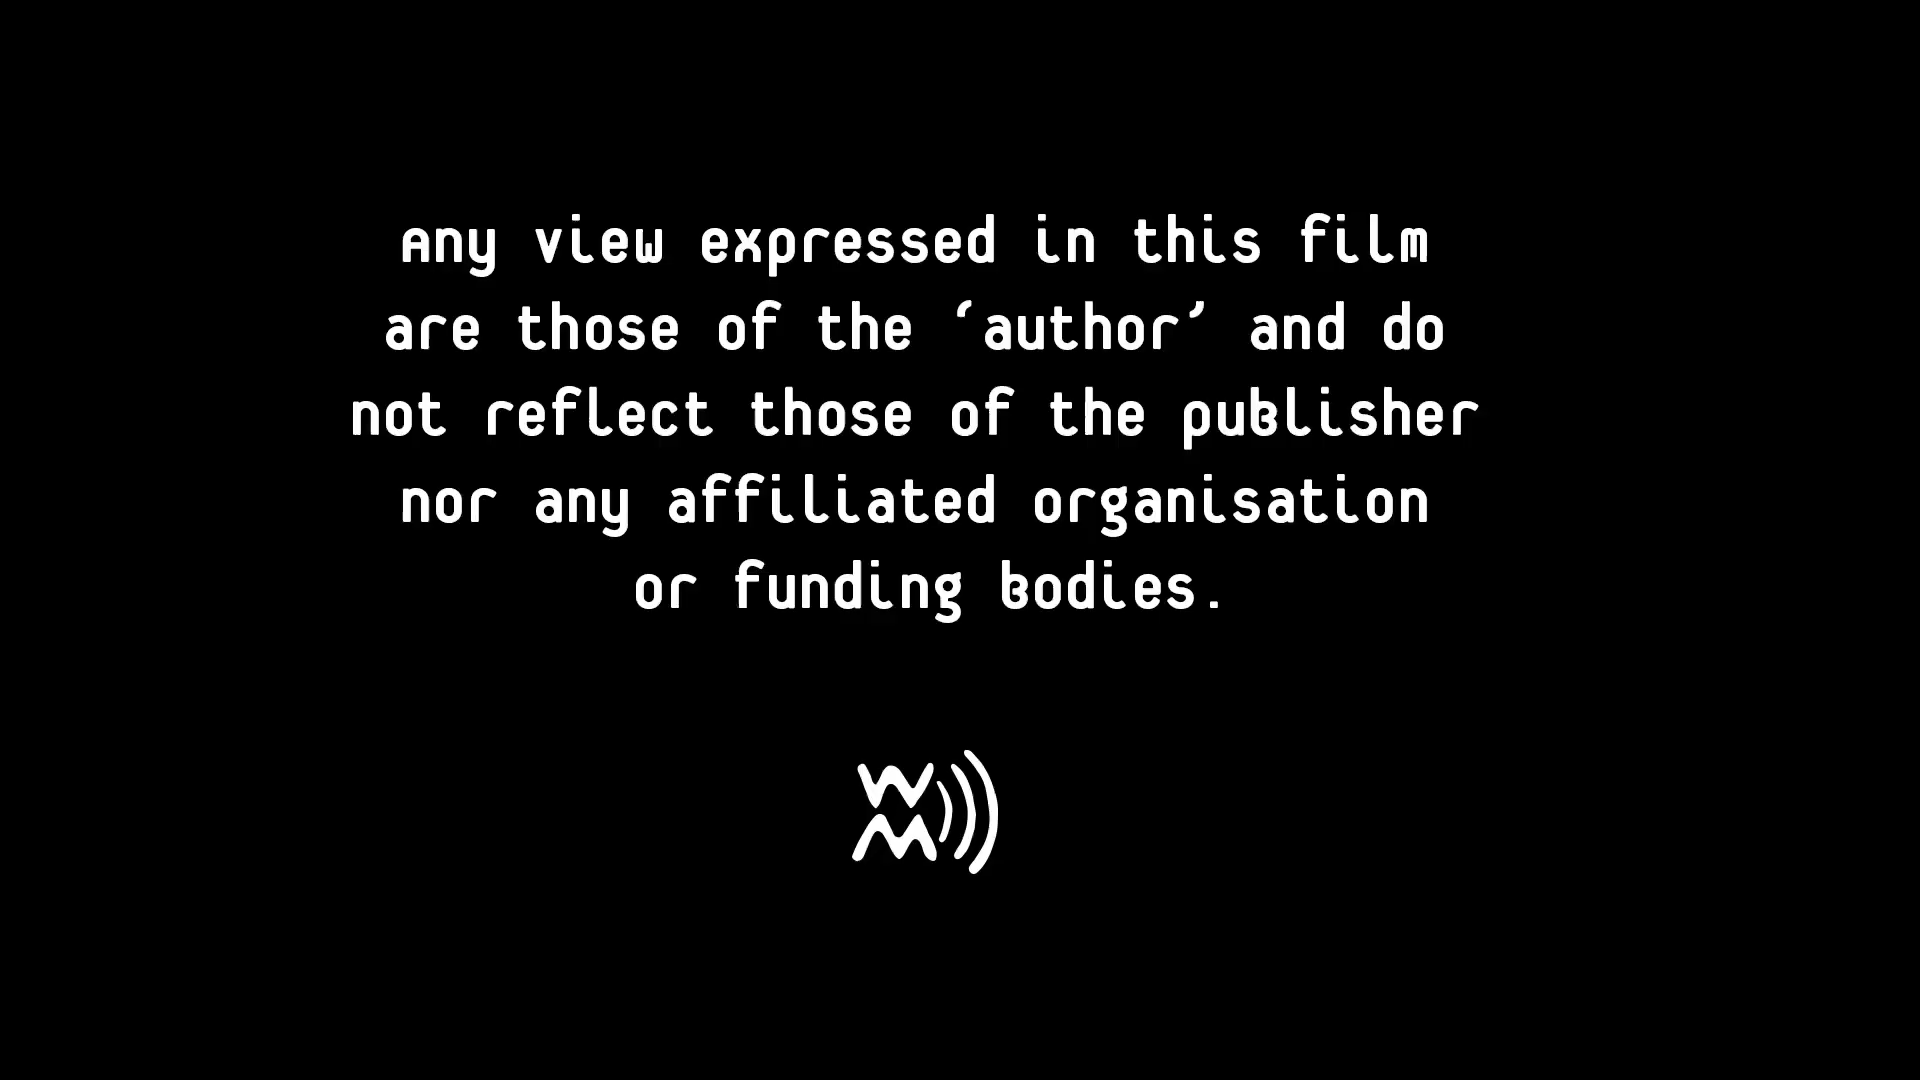 Any view expressed in this film
are those of the ‘author’ and do
not reflect those of the publisher
nor any affiliated organisation
or funding bodies.
WM